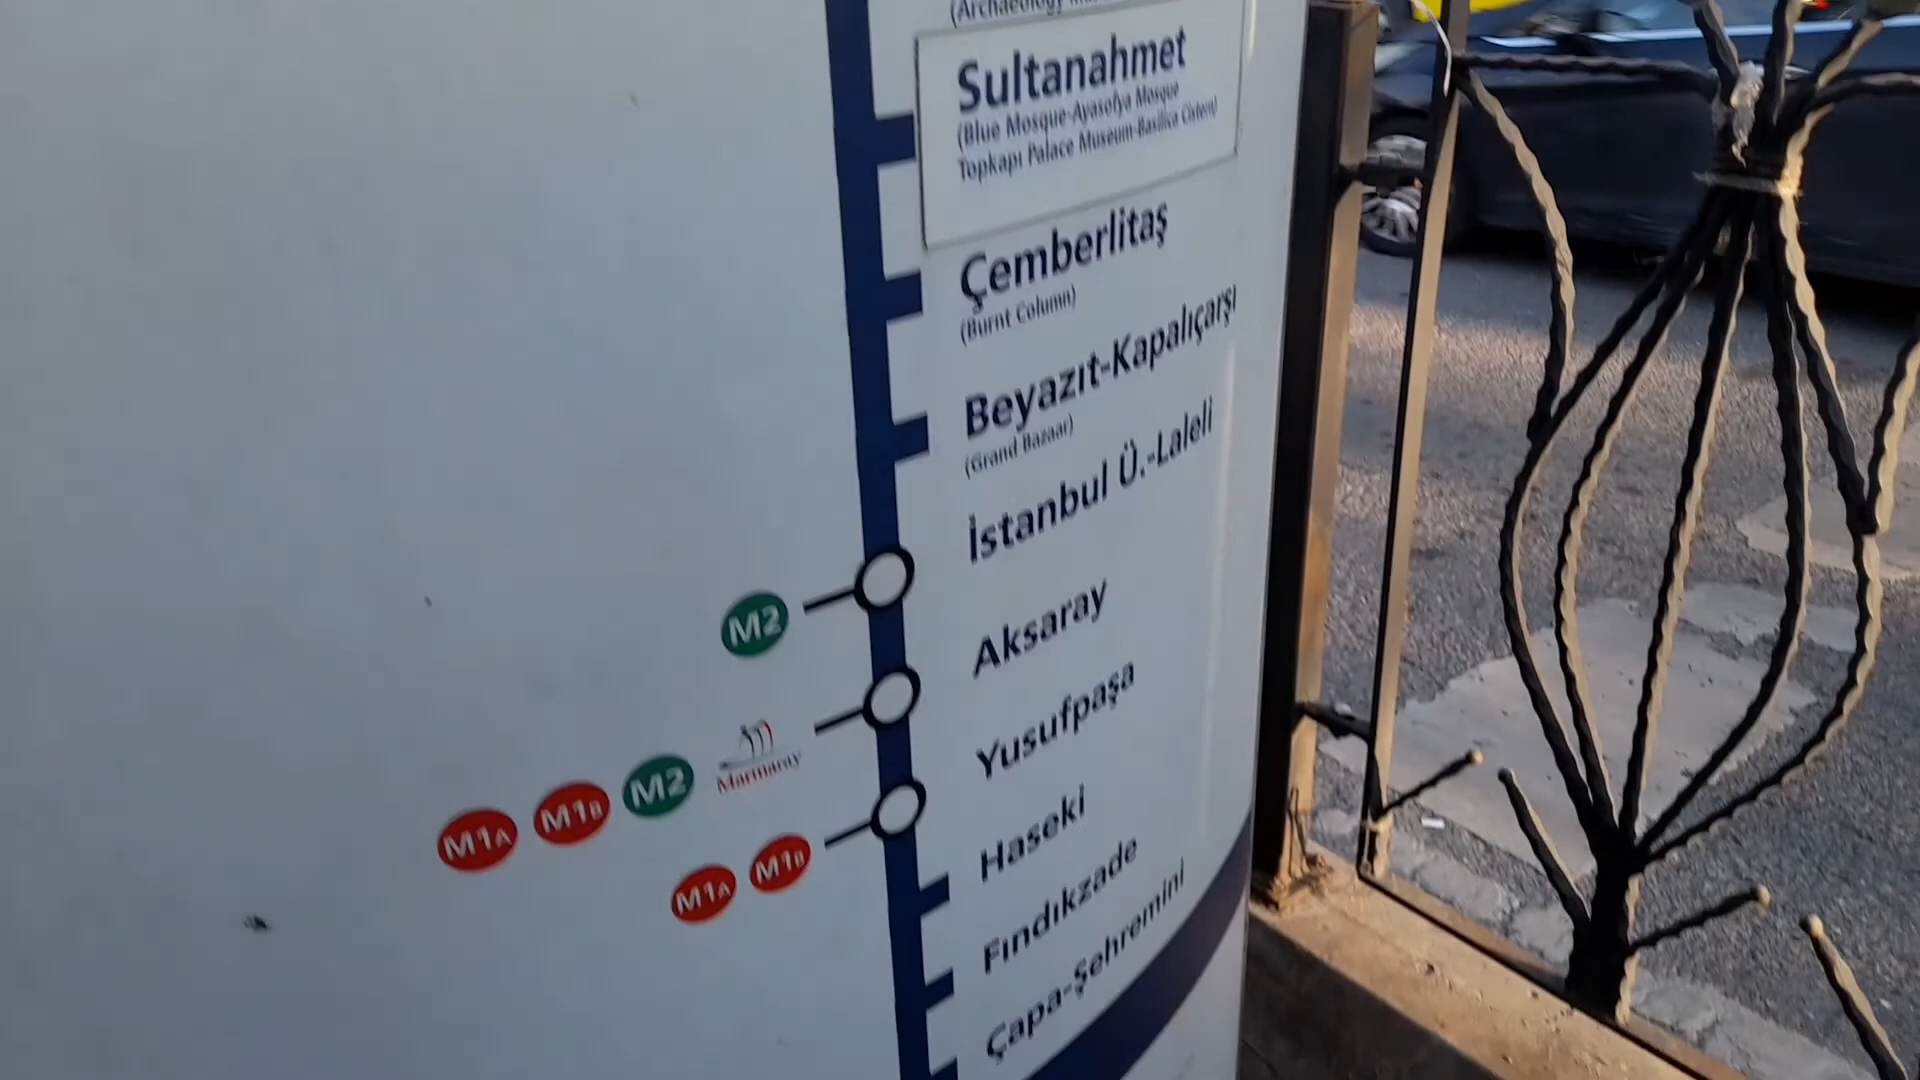 (Archaeology
Sultanahmet
(Blue Mosque-Ayasofya Mosque
Topkapı Palace Museum-Basilica Cistern)
Çemberlitaş
(Burnt Column)
Beyazıt-Kapalıçarşı
(Grand Bazaar)
İstanbul Ü.-Laleli
M2
Aksaray
M1A M1B M2 Marmaray
Yusufpaşa
M1A M1B
Haseki
Fındıkzade
Çapa-Şehremini